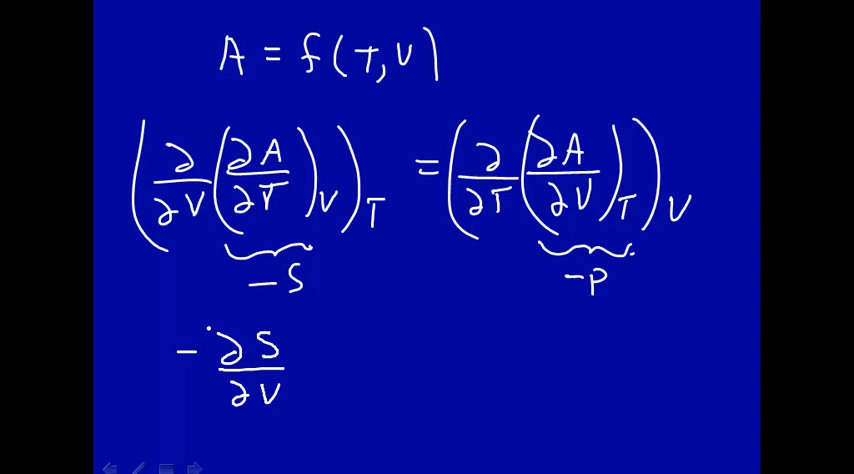 A = f(T, V)
(∂/∂V (∂A/∂T)_V)_T = (∂/∂T (∂A/∂V)_T)_V
−S −P
− ∂S/∂V